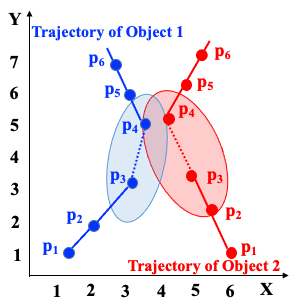 Y
Trajectory of Object 1
p6
p6
7
p5
p5
6
p4
p4
5
4
p3
p3
3
p2
p2
2
p1
p1
1
Trajectory of Object 2
1 2 3 4 5 6 X